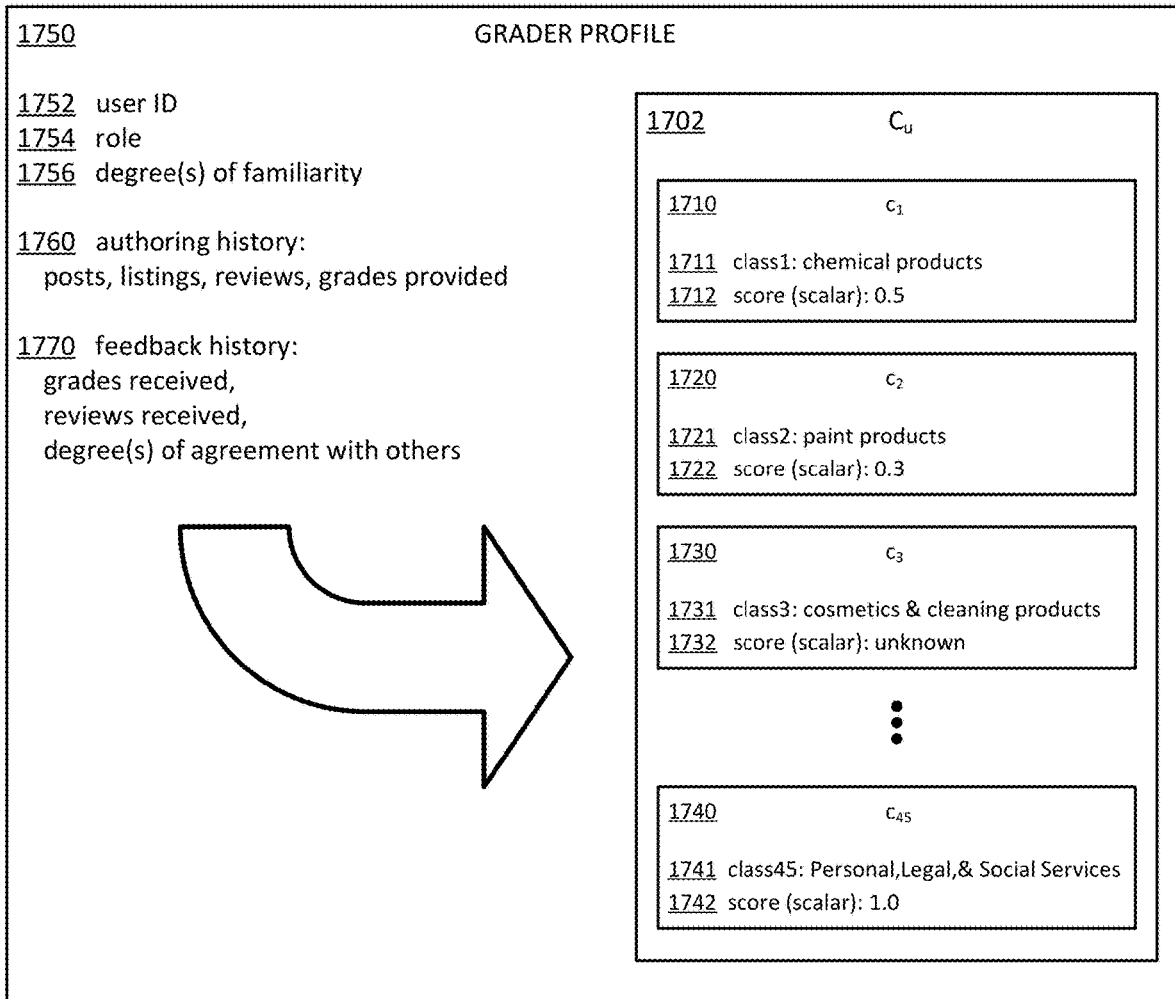 1750 GRADER PROFILE
1752 user ID
1754 role
1756 degree(s) of familiarity
1760 authoring history:
posts, listings, reviews, grades provided
1770 feedback history:
grades received,
reviews received,
degree(s) of agreement with others
1702 Cu
1710 c1
1711 class1: chemical products
1712 score (scalar): 0.5
1720 c2
1721 class2: paint products
1722 score (scalar): 0.3
1730 c3
1731 class3: cosmetics & cleaning products
1732 score (scalar): unknown
1740 c45
1741 class45: Personal,Legal,& Social Services
1742 score (scalar): 1.0